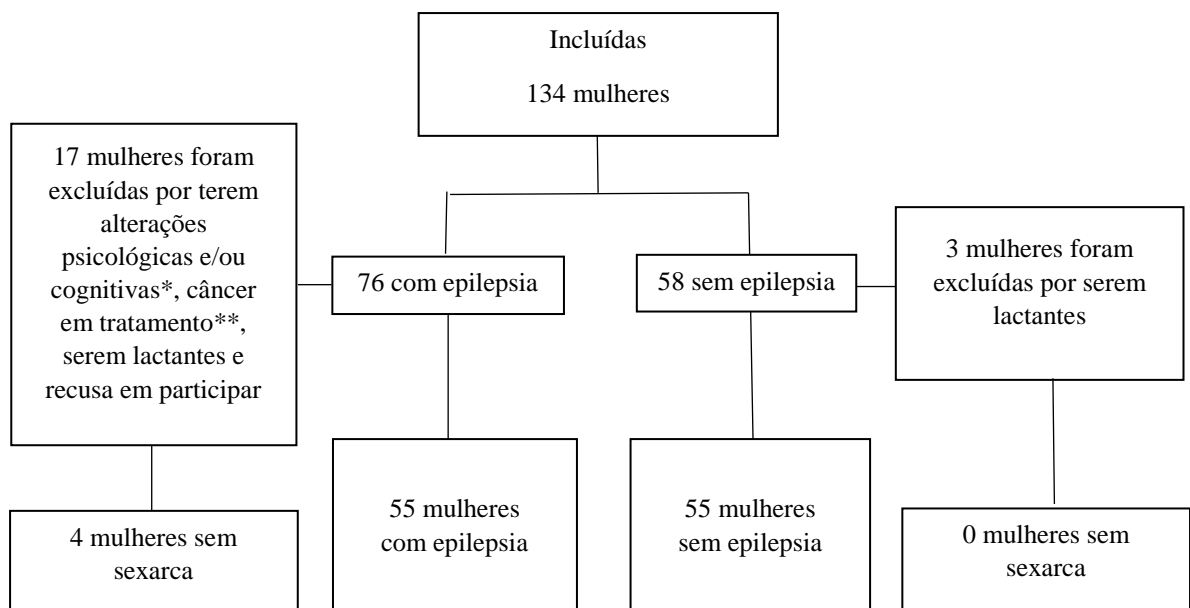 Incluídas
134 mulheres
17 mulheres foram
excluídas por terem
alterações
psicológicas e/ou
cognitivas*, câncer
em tratamento**,
serem lactantes e
recusa em participar
76 com epilepsia
58 sem epilepsia
3 mulheres foram
excluídas por serem
lactantes
4 mulheres sem
sexarca
55 mulheres
com epilepsia
55 mulheres
sem epilepsia
0 mulheres sem
sexarca